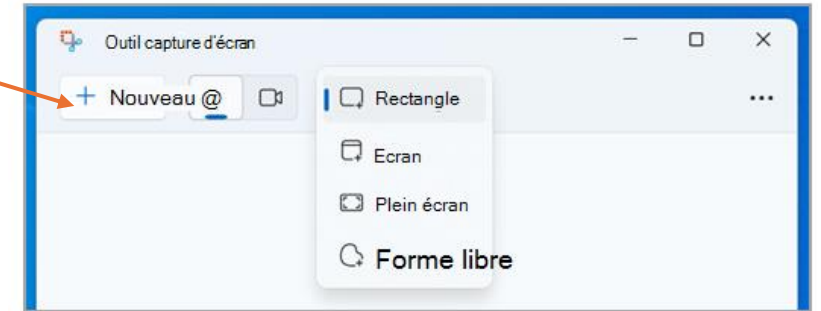 Outil capture d'écran
Nouveau @
Rectangle
Ecran
Plein écran
Forme libre